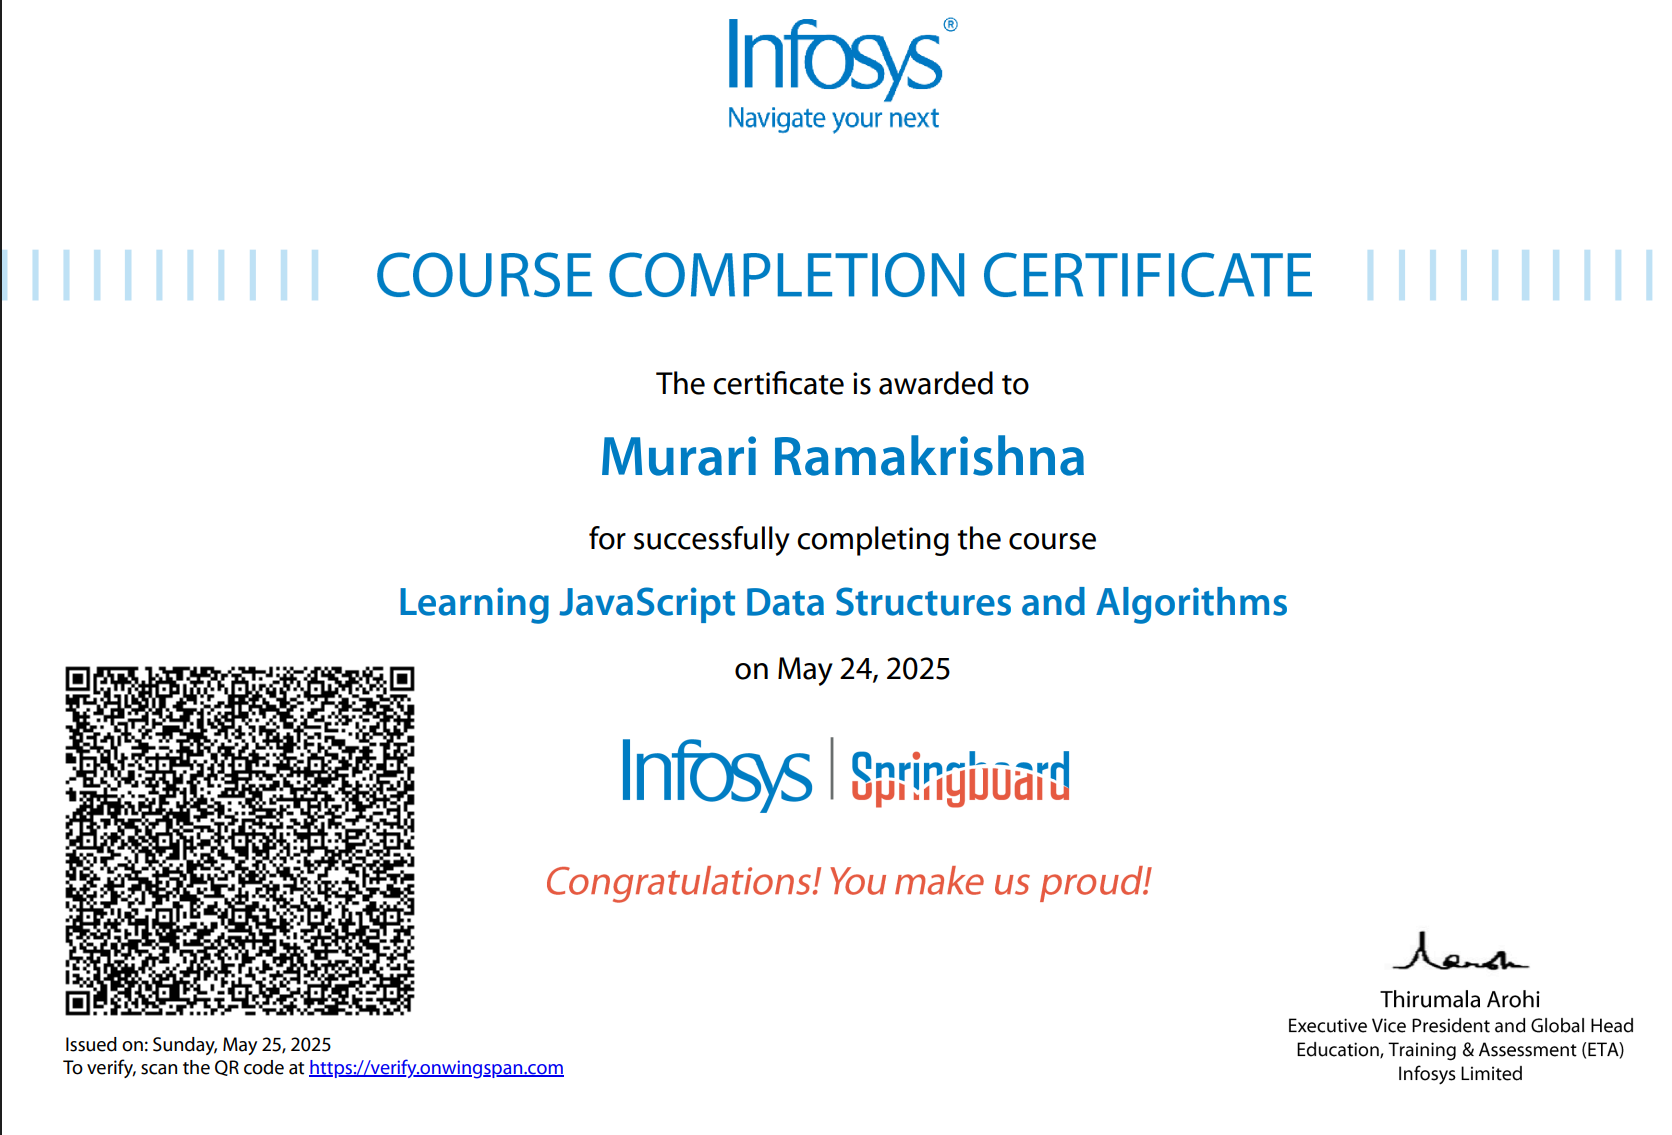 Infosys®
Navigate your next
COURSE COMPLETION CERTIFICATE
The certificate is awarded to
Murari Ramakrishna
for successfully completing the course
Learning JavaScript Data Structures and Algorithms
on May 24, 2025
Infosys | Springboard
Congratulations! You make us proud!
Issued on: Sunday, May 25, 2025
To verify, scan the QR code at https://verify.onwingspan.com
Thirumala Arohi
Executive Vice President and Global Head
Education, Training & Assessment (ETA)
Infosys Limited